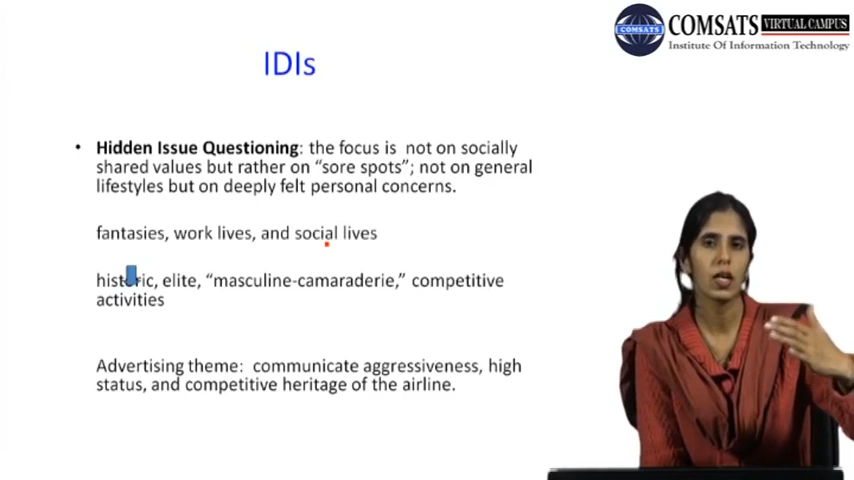 COMSATS VIRTUAL CAMPUS
COMSATS
Institute Of Information Technology
IDIs
• Hidden Issue Questioning: the focus is not on socially
shared values but rather on “sore spots”; not on general
lifestyles but on deeply felt personal concerns.
fantasies, work lives, and social lives
historic, elite, “masculine-camaraderie,” competitive
activities
Advertising theme: communicate aggressiveness, high
status, and competitive heritage of the airline.